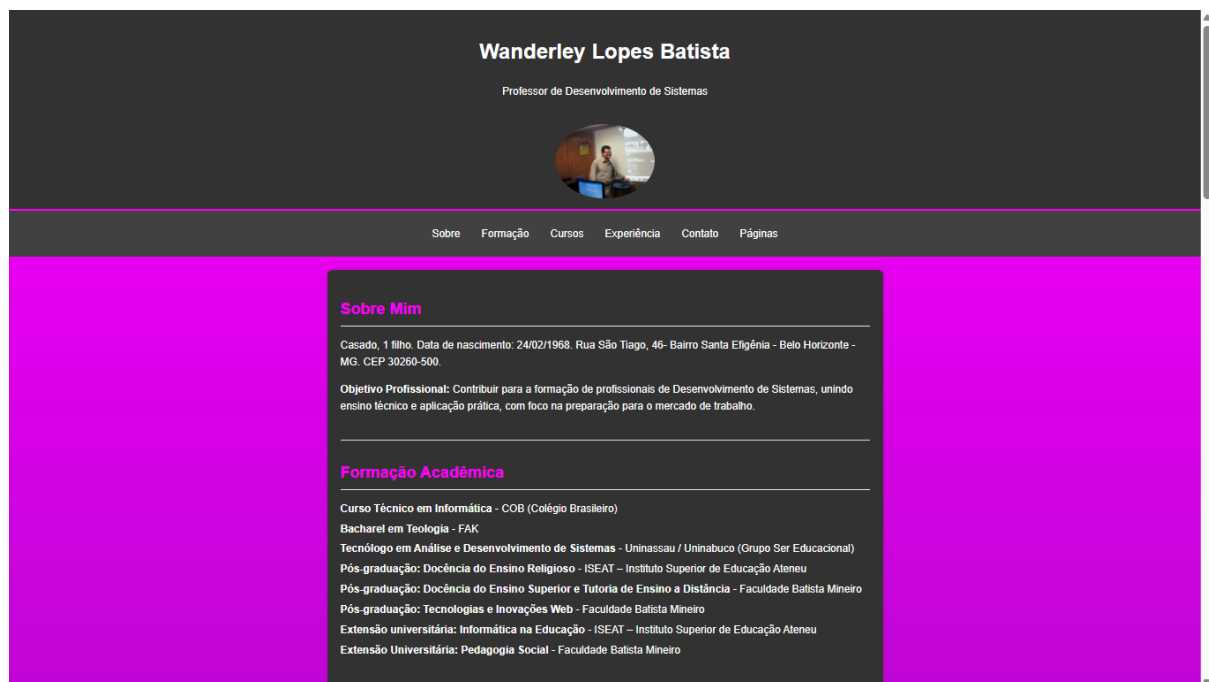 Wanderley Lopes Batista
Professor de Desenvolvimento de Sistemas
Sobre Formação Cursos Experiência Contato Páginas
Sobre Mim
Casado, 1 filho. Data de nascimento: 24/02/1968. Rua São Tiago, 46- Bairro Santa Efigênia - Belo Horizonte -
MG. CEP 30260-500.
Objetivo Profissional: Contribuir para a formação de profissionais de Desenvolvimento de Sistemas, unindo
ensino técnico e aplicação prática, com foco na preparação para o mercado de trabalho.
Formação Acadêmica
Curso Técnico em Informática - COB (Colégio Brasileiro)
Bacharel em Teologia - FAK
Tecnólogo em Análise e Desenvolvimento de Sistemas - Uninassau / Uninabuco (Grupo Ser Educacional)
Pós-graduação: Docência do Ensino Religioso - ISEAT – Instituto Superior de Educação Ateneu
Pós-graduação: Docência do Ensino Superior e Tutoria de Ensino a Distância - Faculdade Batista Mineiro
Pós-graduação: Tecnologias e Inovações Web - Faculdade Batista Mineiro
Extensão universitária: Informática na Educação - ISEAT – Instituto Superior de Educação Ateneu
Extensão Universitária: Pedagogia Social - Faculdade Batista Mineiro